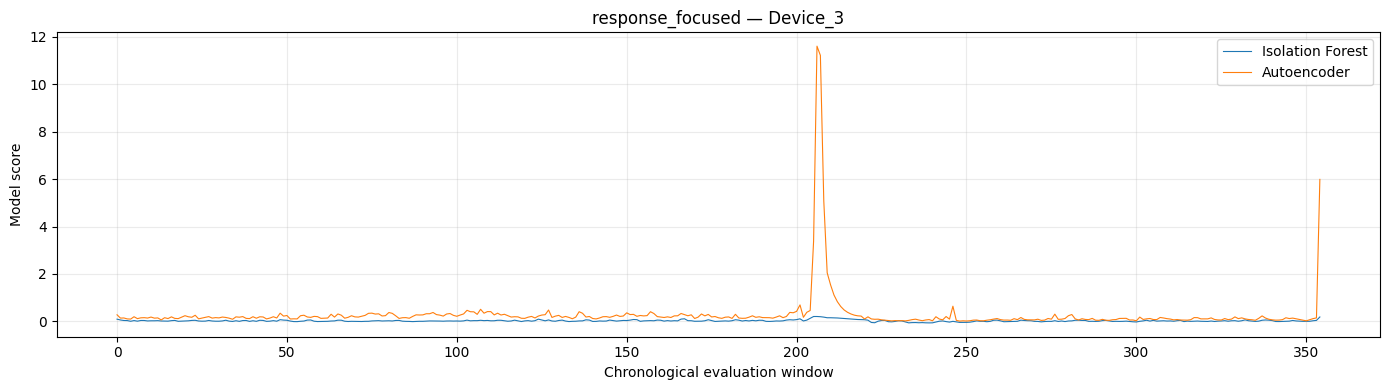 response_focused — Device_3
Isolation Forest
Autoencoder
Model score
12
10
8
6
4
2
0
0 50 100 150 200 250 300 350
Chronological evaluation window